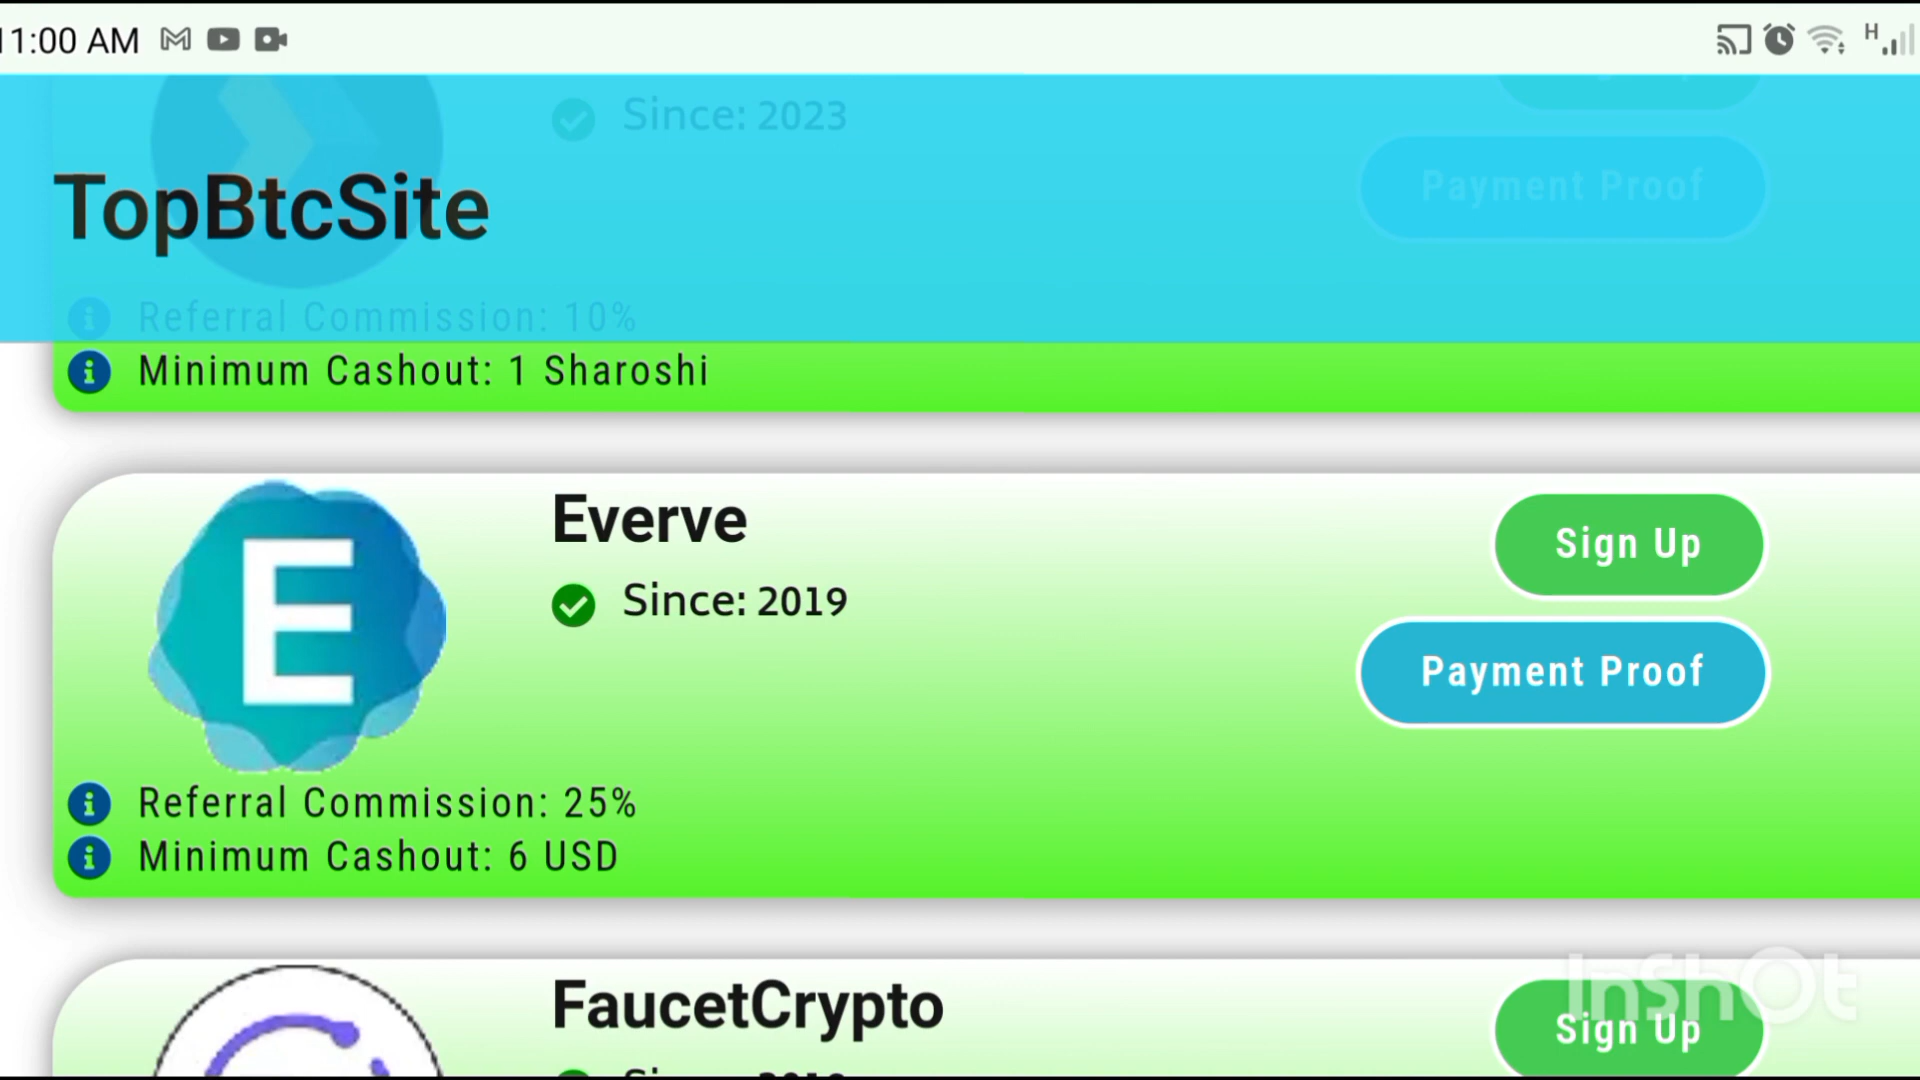 11:00 AM
H
Since: 2023
Payment Proof
TopBtcSite
Referral Commission: 10%
Minimum Cashout: 1 Sharoshi
E
Everve
Sign Up
Since: 2019
Payment Proof
Referral Commission: 25%
Minimum Cashout: 6 USD
FaucetCrypto
Sign Up
InShOt